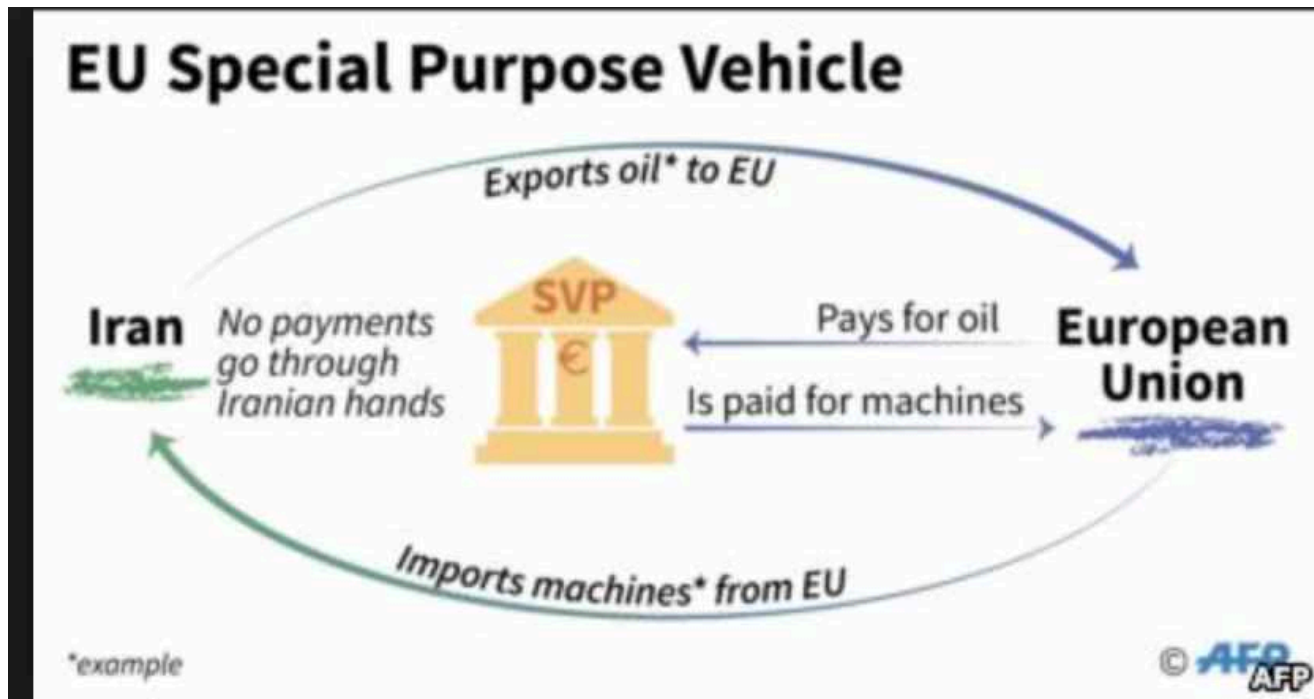 EU Special Purpose Vehicle
Exports oil* to EU
Iran
No payments
go through
Iranian hands
SVP
€
Pays for oil
Is paid for machines
European
Union
Imports machines* from EU
*example
© AFP
AFP